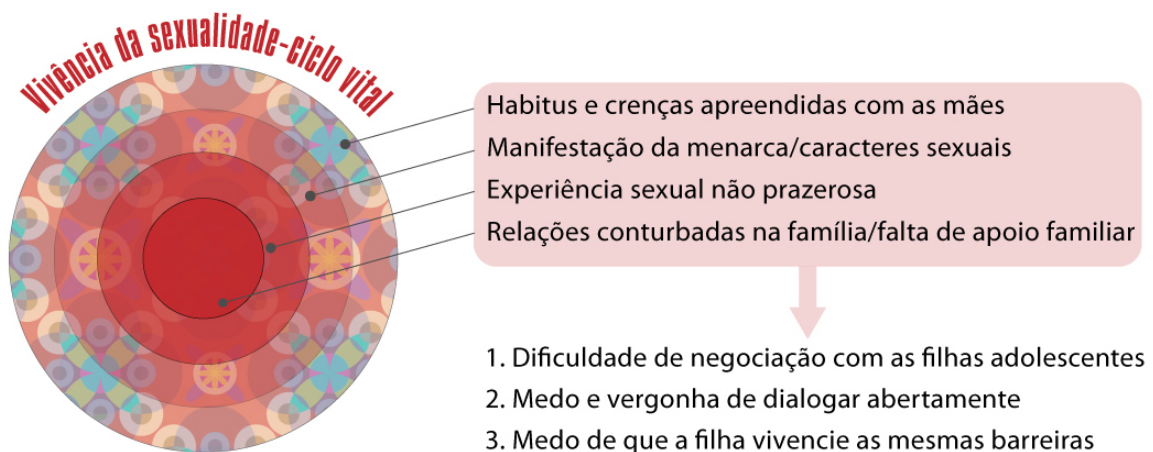 Vivência da sexualidade-ciclo vital
Habitus e crenças apreendidas com as mães
Manifestação da menarca/caracteres sexuais
Experiência sexual não prazerosa
Relações conturbadas na família/falta de apoio familiar
1. Dificuldade de negociação com as filhas adolescentes
2. Medo e vergonha de dialogar abertamente
3. Medo de que a filha vivencie as mesmas barreiras